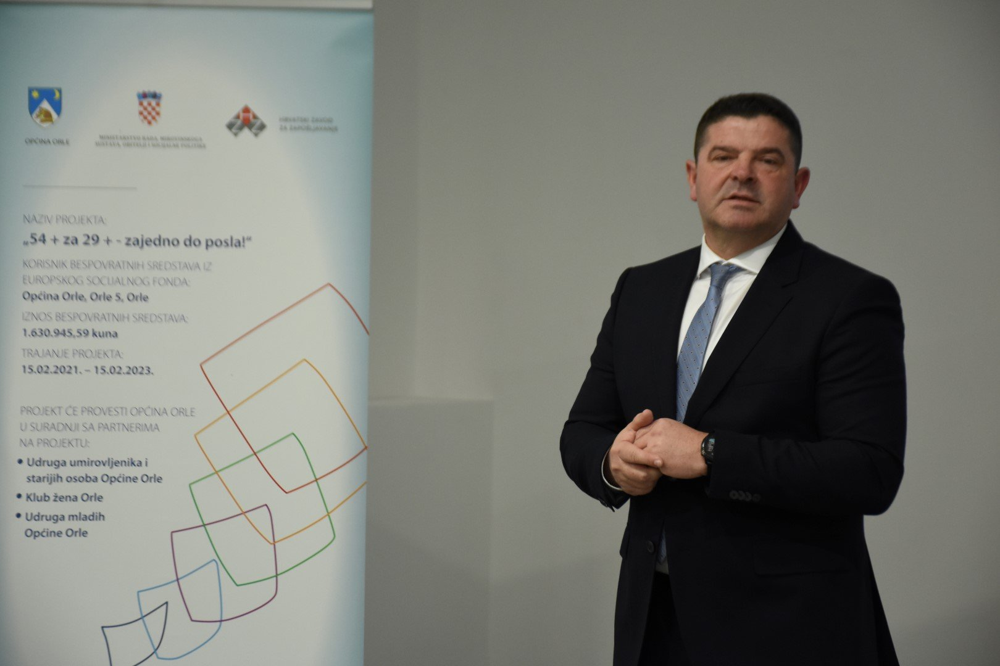 OPĆINA ORLE
MINISTARSTVO RADA, MIROVINSKOGA
SUSTAVA, OBITELJI I SOCIJALNE POLITIKE
HRVATSKI ZAVOD
ZA ZAPOŠLJAVANJE
NAZIV PROJEKTA:
„54 + za 29 + - zajedno do posla!“
KORISNIK BESPOVRATNIH SREDSTAVA IZ
EUROPSKOG SOCIJALNOG FONDA:
Općina Orle, Orle 5, Orle
IZNOS BESPOVRATNIH SREDSTAVA:
1.630.945,59 kuna
TRAJANJE PROJEKTA:
15.02.2021. – 15.02.2023.
PROJEKT ĆE PROVESTI OPĆINA ORLE
U SURADNJI SA PARTNERIMA
NA PROJEKTU:
• Udruga umirovljenika i
starijih osoba Općine Orle
• Klub žena Orle
• Udruga mladih
Općine Orle